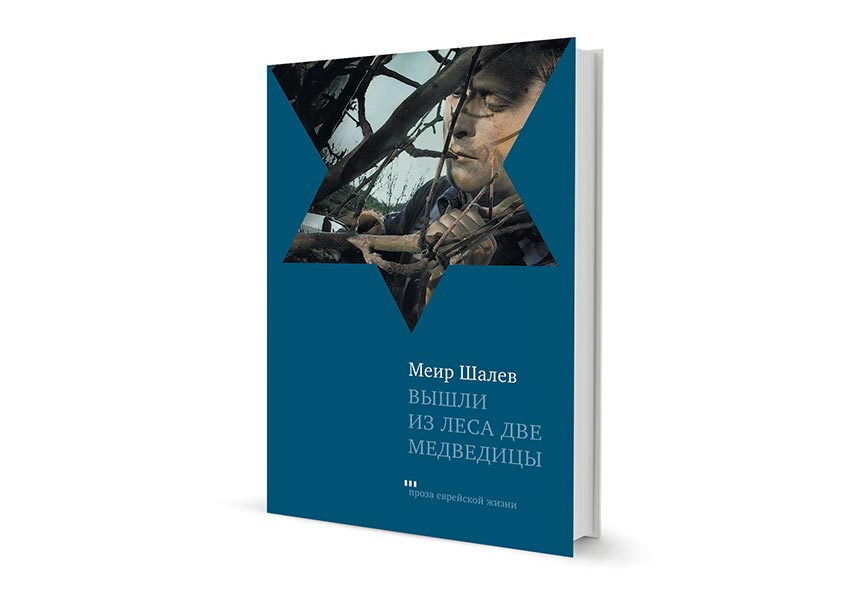 Меир Шалев
ВЫШЛИ
ИЗ ЛЕСА ДВЕ
МЕДВЕДИЦЫ
проза еврейской жизни